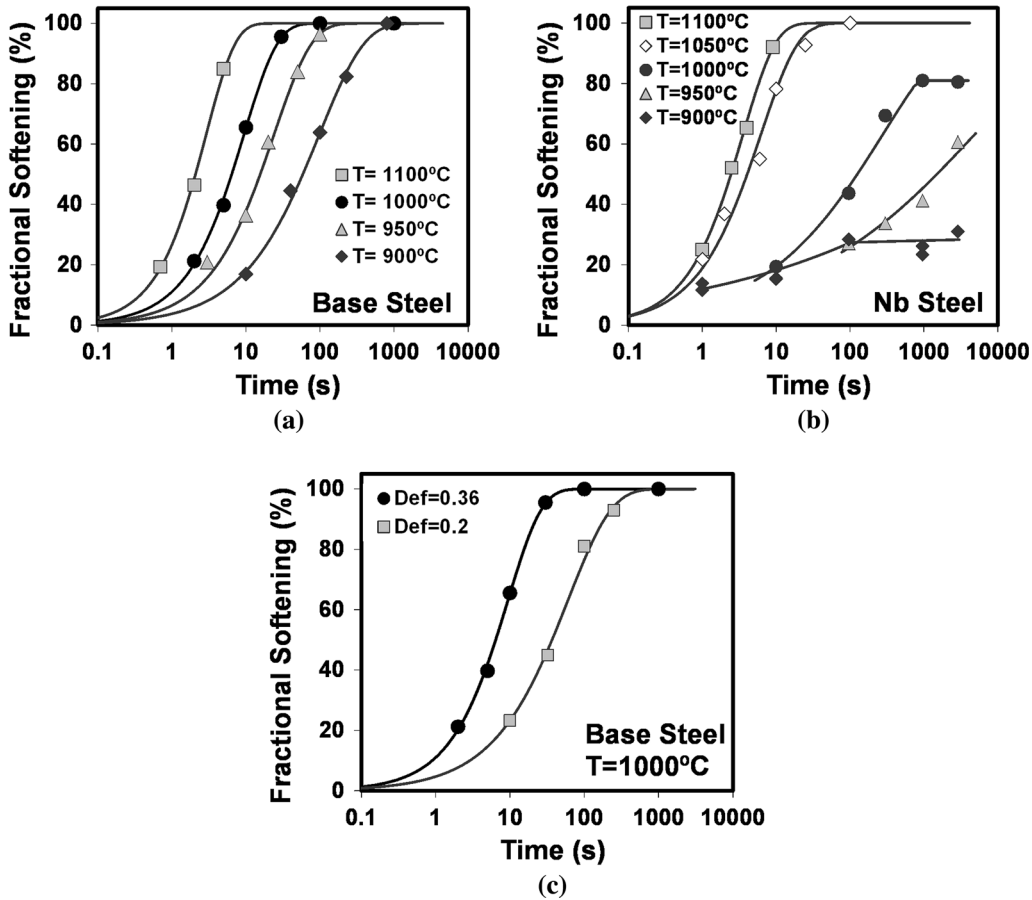 Fractional Softening (%)
100
80
60
40
20
0
T= 1100ºC
T= 1000ºC
T= 950ºC
T= 900ºC
Base Steel
0.1 1 10 100 1000 10000
Time (s)
(a)
Fractional Softening (%)
100
80
60
40
20
0
T=1100ºC
T=1050ºC
T=1000ºC
T=950ºC
T=900ºC
Nb Steel
0.1 1 10 100 1000 10000
Time (s)
(b)
Fractional Softening (%)
100
80
60
40
20
0
Def=0.36
Def=0.2
Base Steel
T=1000ºC
0.1 1 10 100 1000 10000
Time (s)
(c)